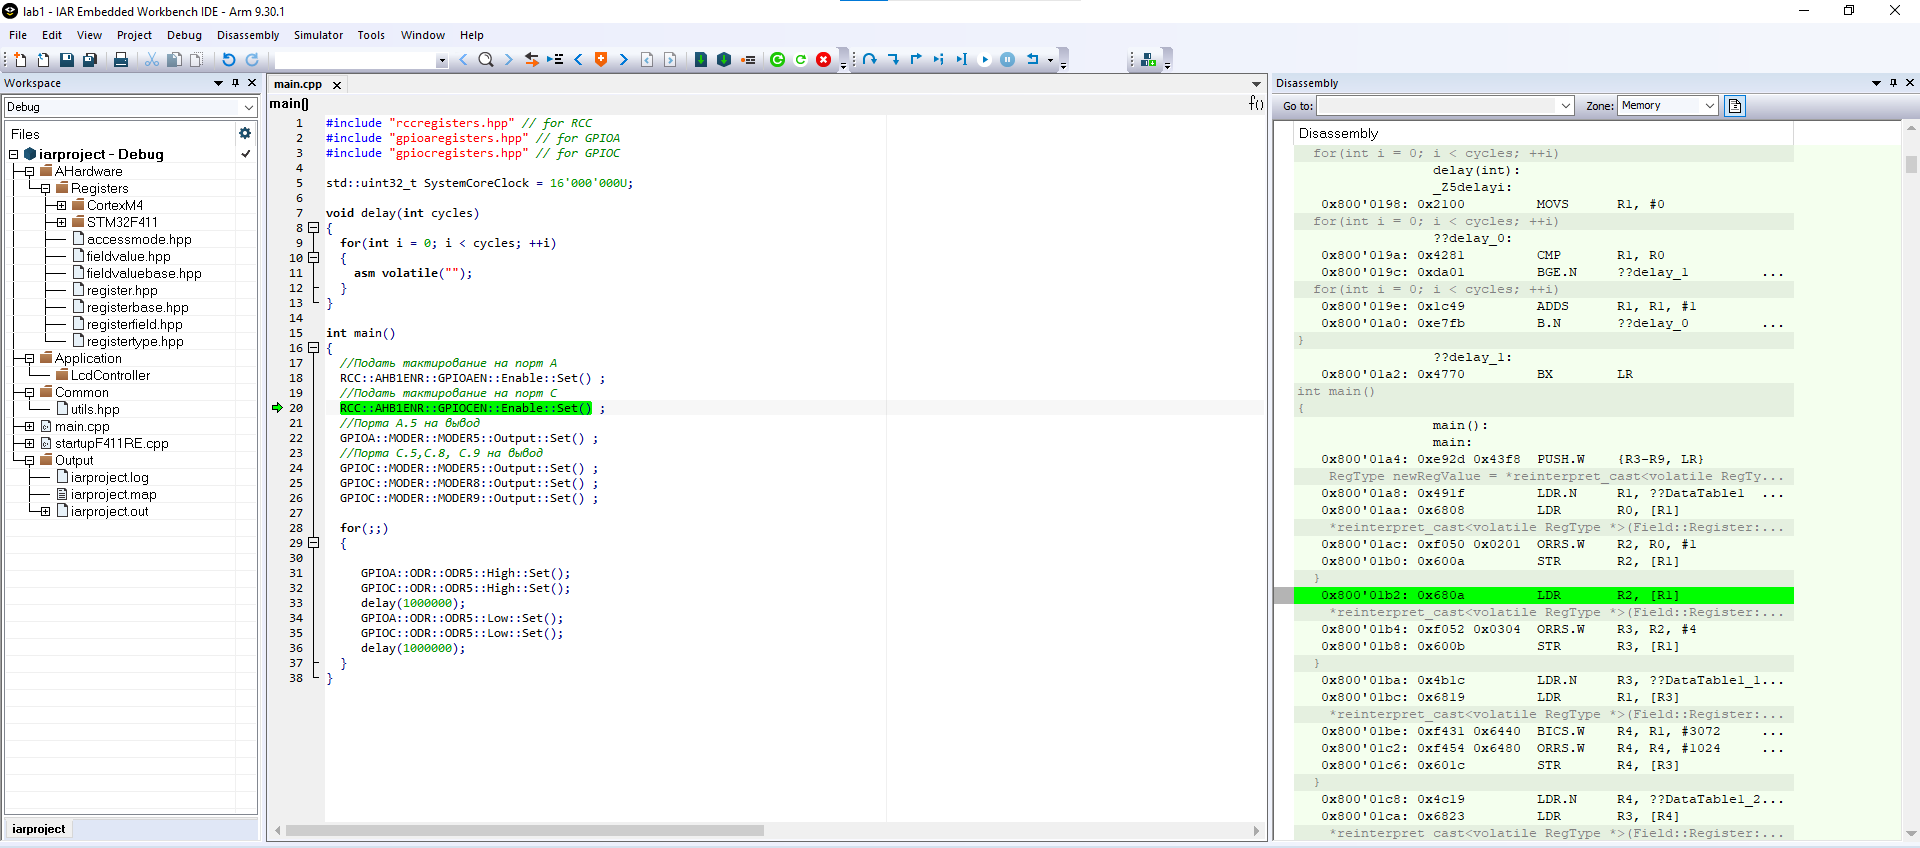 lab1 - IAR Embedded Workbench IDE - Arm 9.30.1
File Edit View Project Debug Disassembly Simulator Tools Window Help
Workspace
Debug
Files
iarproject - Debug
AHardware
Registers
CortexM4
STM32F411
accessmode.hpp
fieldvalue.hpp
fieldvaluebase.hpp
register.hpp
registerbase.hpp
registerfield.hpp
registertype.hpp
Application
LcdController
Common
utils.hpp
main.cpp
startupF411RE.cpp
Output
iarproject.log
iarproject.map
iarproject.out
iarproject
main.cpp
main()
f()
1 #include "rccregisters.hpp" // for RCC
2 #include "gpioaregisters.hpp" // for GPIOA
3 #include "gpiocregisters.hpp" // for GPIOC
4
5 std::uint32_t SystemCoreClock = 16'000'000U;
6
7 void delay(int cycles)
8 {
9 for(int i = 0; i < cycles; ++i)
10 {
11 asm volatile("");
12 }
13 }
14
15 int main()
16 {
17 //Подать тактирование на порт А
18 RCC::AHB1ENR::GPIOAEN::Enable::Set() ;
19 //Подать тактирование на порт С
20 RCC::AHB1ENR::GPIOCEN::Enable::Set() ;
21 //Порта А.5 на вывод
22 GPIOA::MODER::MODER5::Output::Set() ;
23 //Порта С.5,С.8, С.9 на вывод
24 GPIOC::MODER::MODER5::Output::Set() ;
25 GPIOC::MODER::MODER8::Output::Set() ;
26 GPIOC::MODER::MODER9::Output::Set() ;
27
28 for(;;)
29 {
30
31 GPIOA::ODR::ODR5::High::Set();
32 GPIOC::ODR::ODR5::High::Set();
33 delay(1000000);
34 GPIOA::ODR::ODR5::Low::Set();
35 GPIOC::ODR::ODR5::Low::Set();
36 delay(1000000);
37 }
38 }
Disassembly
Go to: Zone: Memory
Disassembly
for(int i = 0; i < cycles; ++i)
delay(int):
_Z5delayi:
0x800'0198: 0x2100 MOVS R1, #0
for(int i = 0; i < cycles; ++i)
??delay_0:
0x800'019a: 0x4281 CMP R1, R0
0x800'019c: 0xda01 BGE.N ??delay_1 ...
for(int i = 0; i < cycles; ++i)
0x800'019e: 0x1c49 ADDS R1, R1, #1
0x800'01a0: 0xe7fb B.N ??delay_0 ...
}
??delay_1:
0x800'01a2: 0x4770 BX LR
int main()
{
main():
main:
0x800'01a4: 0xe92d 0x43f8 PUSH.W {R3-R9, LR}
RegType newRegValue = *reinterpret_cast<volatile RegTy...
0x800'01a8: 0x491f LDR.N R1, ??DataTable1 ...
0x800'01aa: 0x6808 LDR R0, [R1]
*reinterpret_cast<volatile RegType *>(Field::Register:...
0x800'01ac: 0xf050 0x0201 ORRS.W R2, R0, #1
0x800'01b0: 0x600a STR R2, [R1]
}
0x800'01b2: 0x680a LDR R2, [R1]
*reinterpret_cast<volatile RegType *>(Field::Register:...
0x800'01b4: 0xf052 0x0304 ORRS.W R3, R2, #4
0x800'01b8: 0x600b STR R3, [R1]
}
0x800'01ba: 0x4b1c LDR.N R3, ??DataTable1_1...
0x800'01bc: 0x6819 LDR R1, [R3]
*reinterpret_cast<volatile RegType *>(Field::Register:...
0x800'01be: 0xf431 0x6440 BICS.W R4, R1, #3072 ...
0x800'01c2: 0xf454 0x6480 ORRS.W R4, R4, #1024 ...
0x800'01c6: 0x601c STR R4, [R3]
}
0x800'01c8: 0x4c19 LDR.N R4, ??DataTable1_2...
0x800'01ca: 0x6823 LDR R3, [R4]
*reinterpret_cast<volatile RegType *>(Field::Register:...